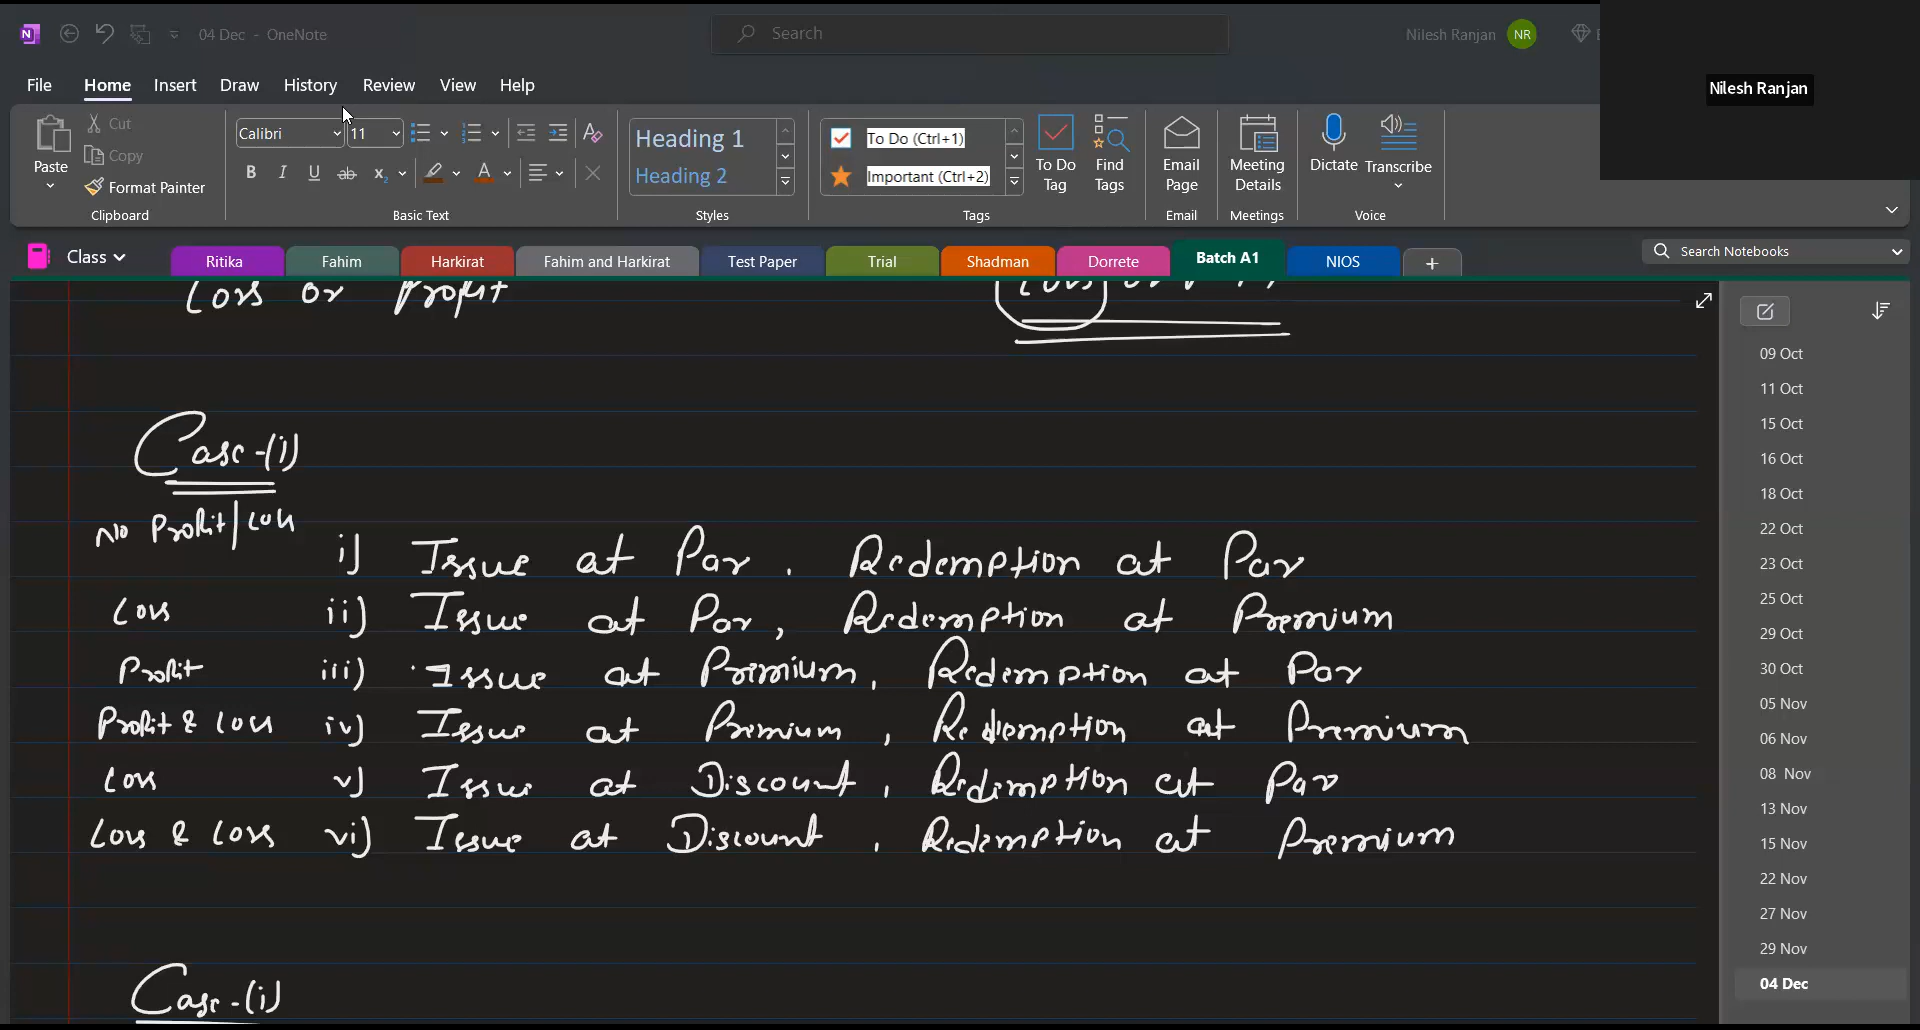 04 Dec - OneNote
Search
Nilesh Ranjan NR
Nilesh Ranjan
File Home Insert Draw History Review View Help
Paste
Cut
Copy
Format Painter
Clipboard
Calibri 11
B I U ab x₂ A
Basic Text
Heading 1
Heading 2
Styles
To Do (Ctrl+1)
Important (Ctrl+2)
To Do Tag
Find Tags
Tags
Email Page
Email
Meeting Details
Meetings
Dictate
Transcribe
Voice
Class
Ritika Fahim Harkirat Fahim and Harkirat Test Paper Trial Shadman Dorrete Batch A1 NIOS +
Search Notebooks
Loss or Profit
Loss or
Case-(i)
No Profit/Loss
i) Issue at Par. Redemption at Par
Loss ii) Issue at Par, Redemption at Premium
Profit iii) Issue at Premium, Redemption at Par
Profit & Loss iv) Issue at Premium, Redemption at Premium
Loss v) Issue at Discount, Redemption at Par
Loss & Loss vi) Issue at Discount, Redemption at Premium
Case-(i)
09 Oct
11 Oct
15 Oct
16 Oct
18 Oct
22 Oct
23 Oct
25 Oct
29 Oct
30 Oct
05 Nov
06 Nov
08 Nov
13 Nov
15 Nov
22 Nov
27 Nov
29 Nov
04 Dec